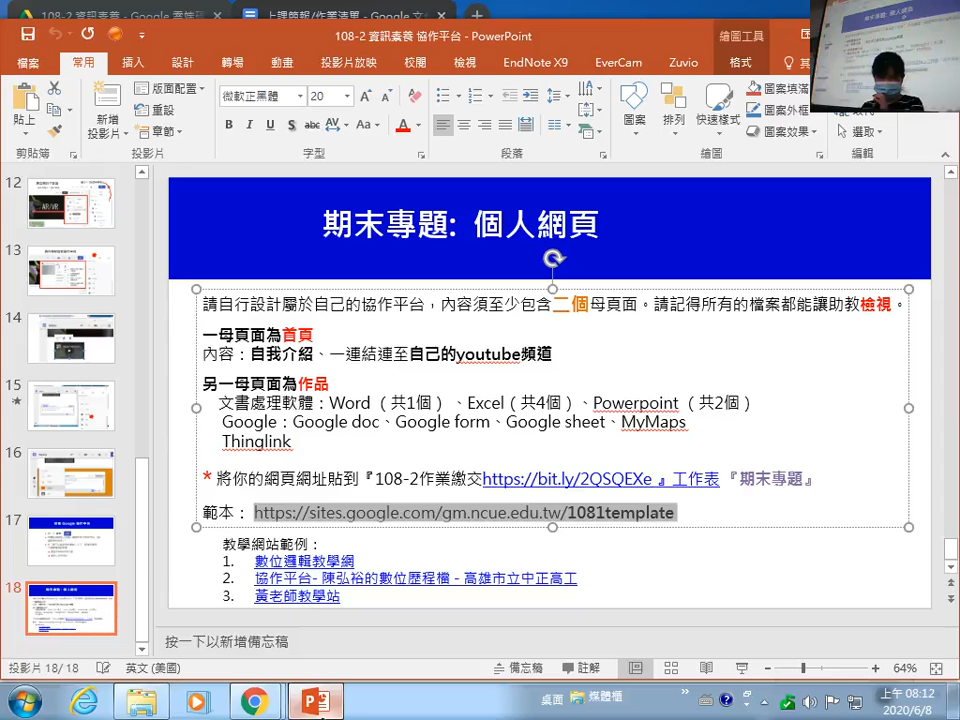 108-2 資訊素養 - Google 雲端硬
上課簡報/作業清單 - Google 文
108-2 資訊素養 協作平台 - PowerPoint
繪圖工具
檔案 常用 插入 設計 轉場 動畫 投影片放映 校閱 檢視 EndNote X9 EverCam Zuvio 格式
貼上 新增投影片 版面配置 重設 章節
微軟正黑體 20
圖案 排列 快速樣式 圖案填滿 圖案外框 圖案效果 選取
剪貼簿 投影片 字型 段落 繪圖 編輯
12
13
14
15
16
17
18
期末專題: 個人網頁
請自行設計屬於自己的協作平台，內容須至少包含二個母頁面。請記得所有的檔案都能讓助教檢視。
一母頁面為首頁
內容：自我介紹、一連結連至自己的youtube頻道
另一母頁面為作品
文書處理軟體：Word （共1個）、Excel（共4個）、Powerpoint （共2個）
Google：Google doc、Google form、Google sheet、MyMaps
Thinglink
* 將你的網頁網址貼到『108-2作業繳交https://bit.ly/2QSQEXe 』工作表『期末專題』
範本： https://sites.google.com/gm.ncue.edu.tw/1081template
教學網站範例：
1. 數位邏輯教學網
2. 協作平台- 陳弘裕的數位歷程檔 - 高雄市立中正高工
3. 黃老師教學站
按一下以新增備忘稿
投影片 18/ 18 英文 (美國) 備忘稿 註解 64%
桌面 媒體櫃 上午 08:12
2020/6/8